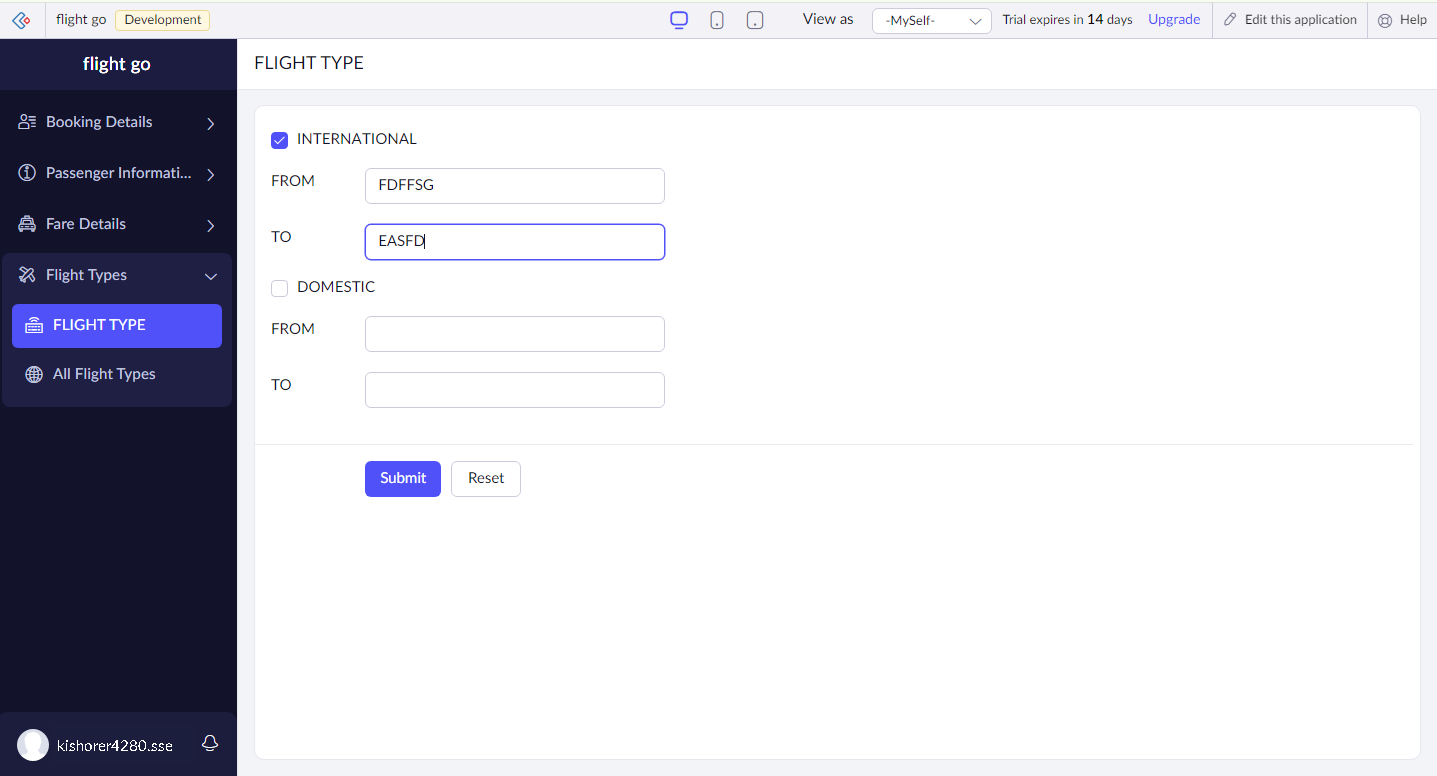 flight go Development View as -MySelf- Trial expires in 14 days Upgrade Edit this application Help
flight go
Booking Details
Passenger Informati...
Fare Details
Flight Types
FLIGHT TYPE
All Flight Types
kishorer4280.sse
FLIGHT TYPE
INTERNATIONAL
FROM FDFFSG
TO EASFD
DOMESTIC
FROM
TO
Submit Reset